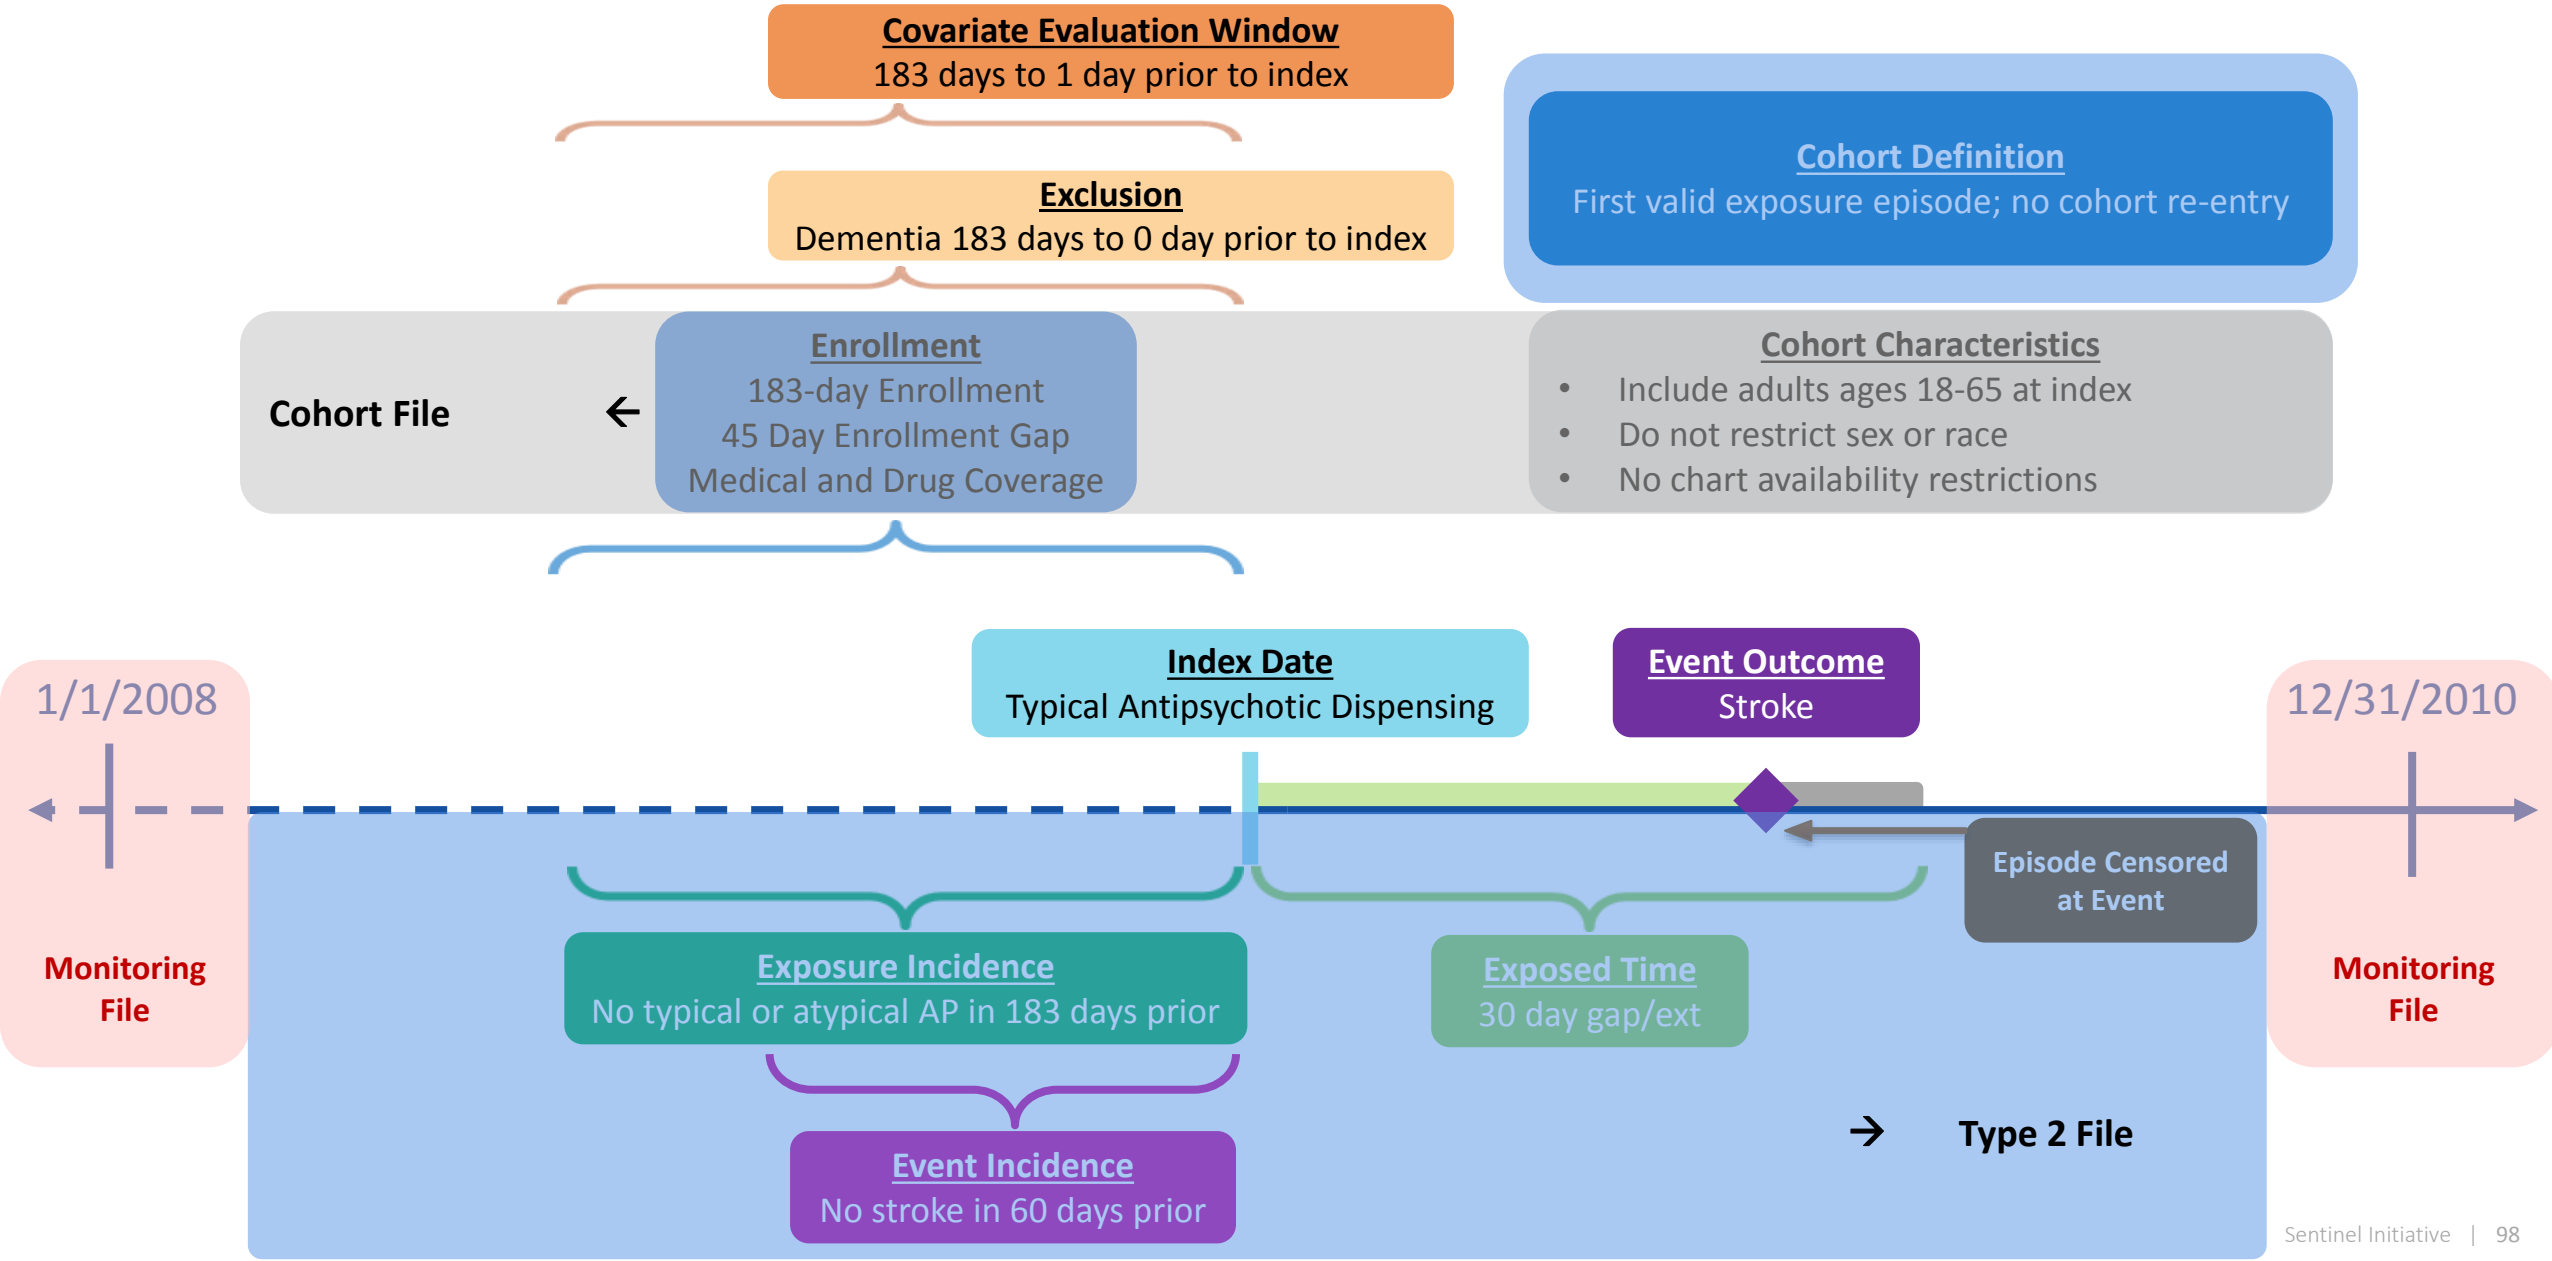 Covariate Evaluation Window
183 days to 1 day prior to index
Exclusion
Dementia 183 days to 0 day prior to index
Cohort Definition
First valid exposure episode; no cohort re-entry
Cohort File
←
Enrollment
183-day Enrollment
45 Day Enrollment Gap
Medical and Drug Coverage
Cohort Characteristics
• Include adults ages 18-65 at index
• Do not restrict sex or race
• No chart availability restrictions
Index Date
Typical Antipsychotic Dispensing
Event Outcome
Stroke
1/1/2008
Monitoring
File
12/31/2010
Monitoring
File
Episode Censored
at Event
Exposure Incidence
No typical or atypical AP in 183 days prior
Exposed Time
30 day gap/ext
Event Incidence
No stroke in 60 days prior
→ Type 2 File
Sentinel Initiative | 98